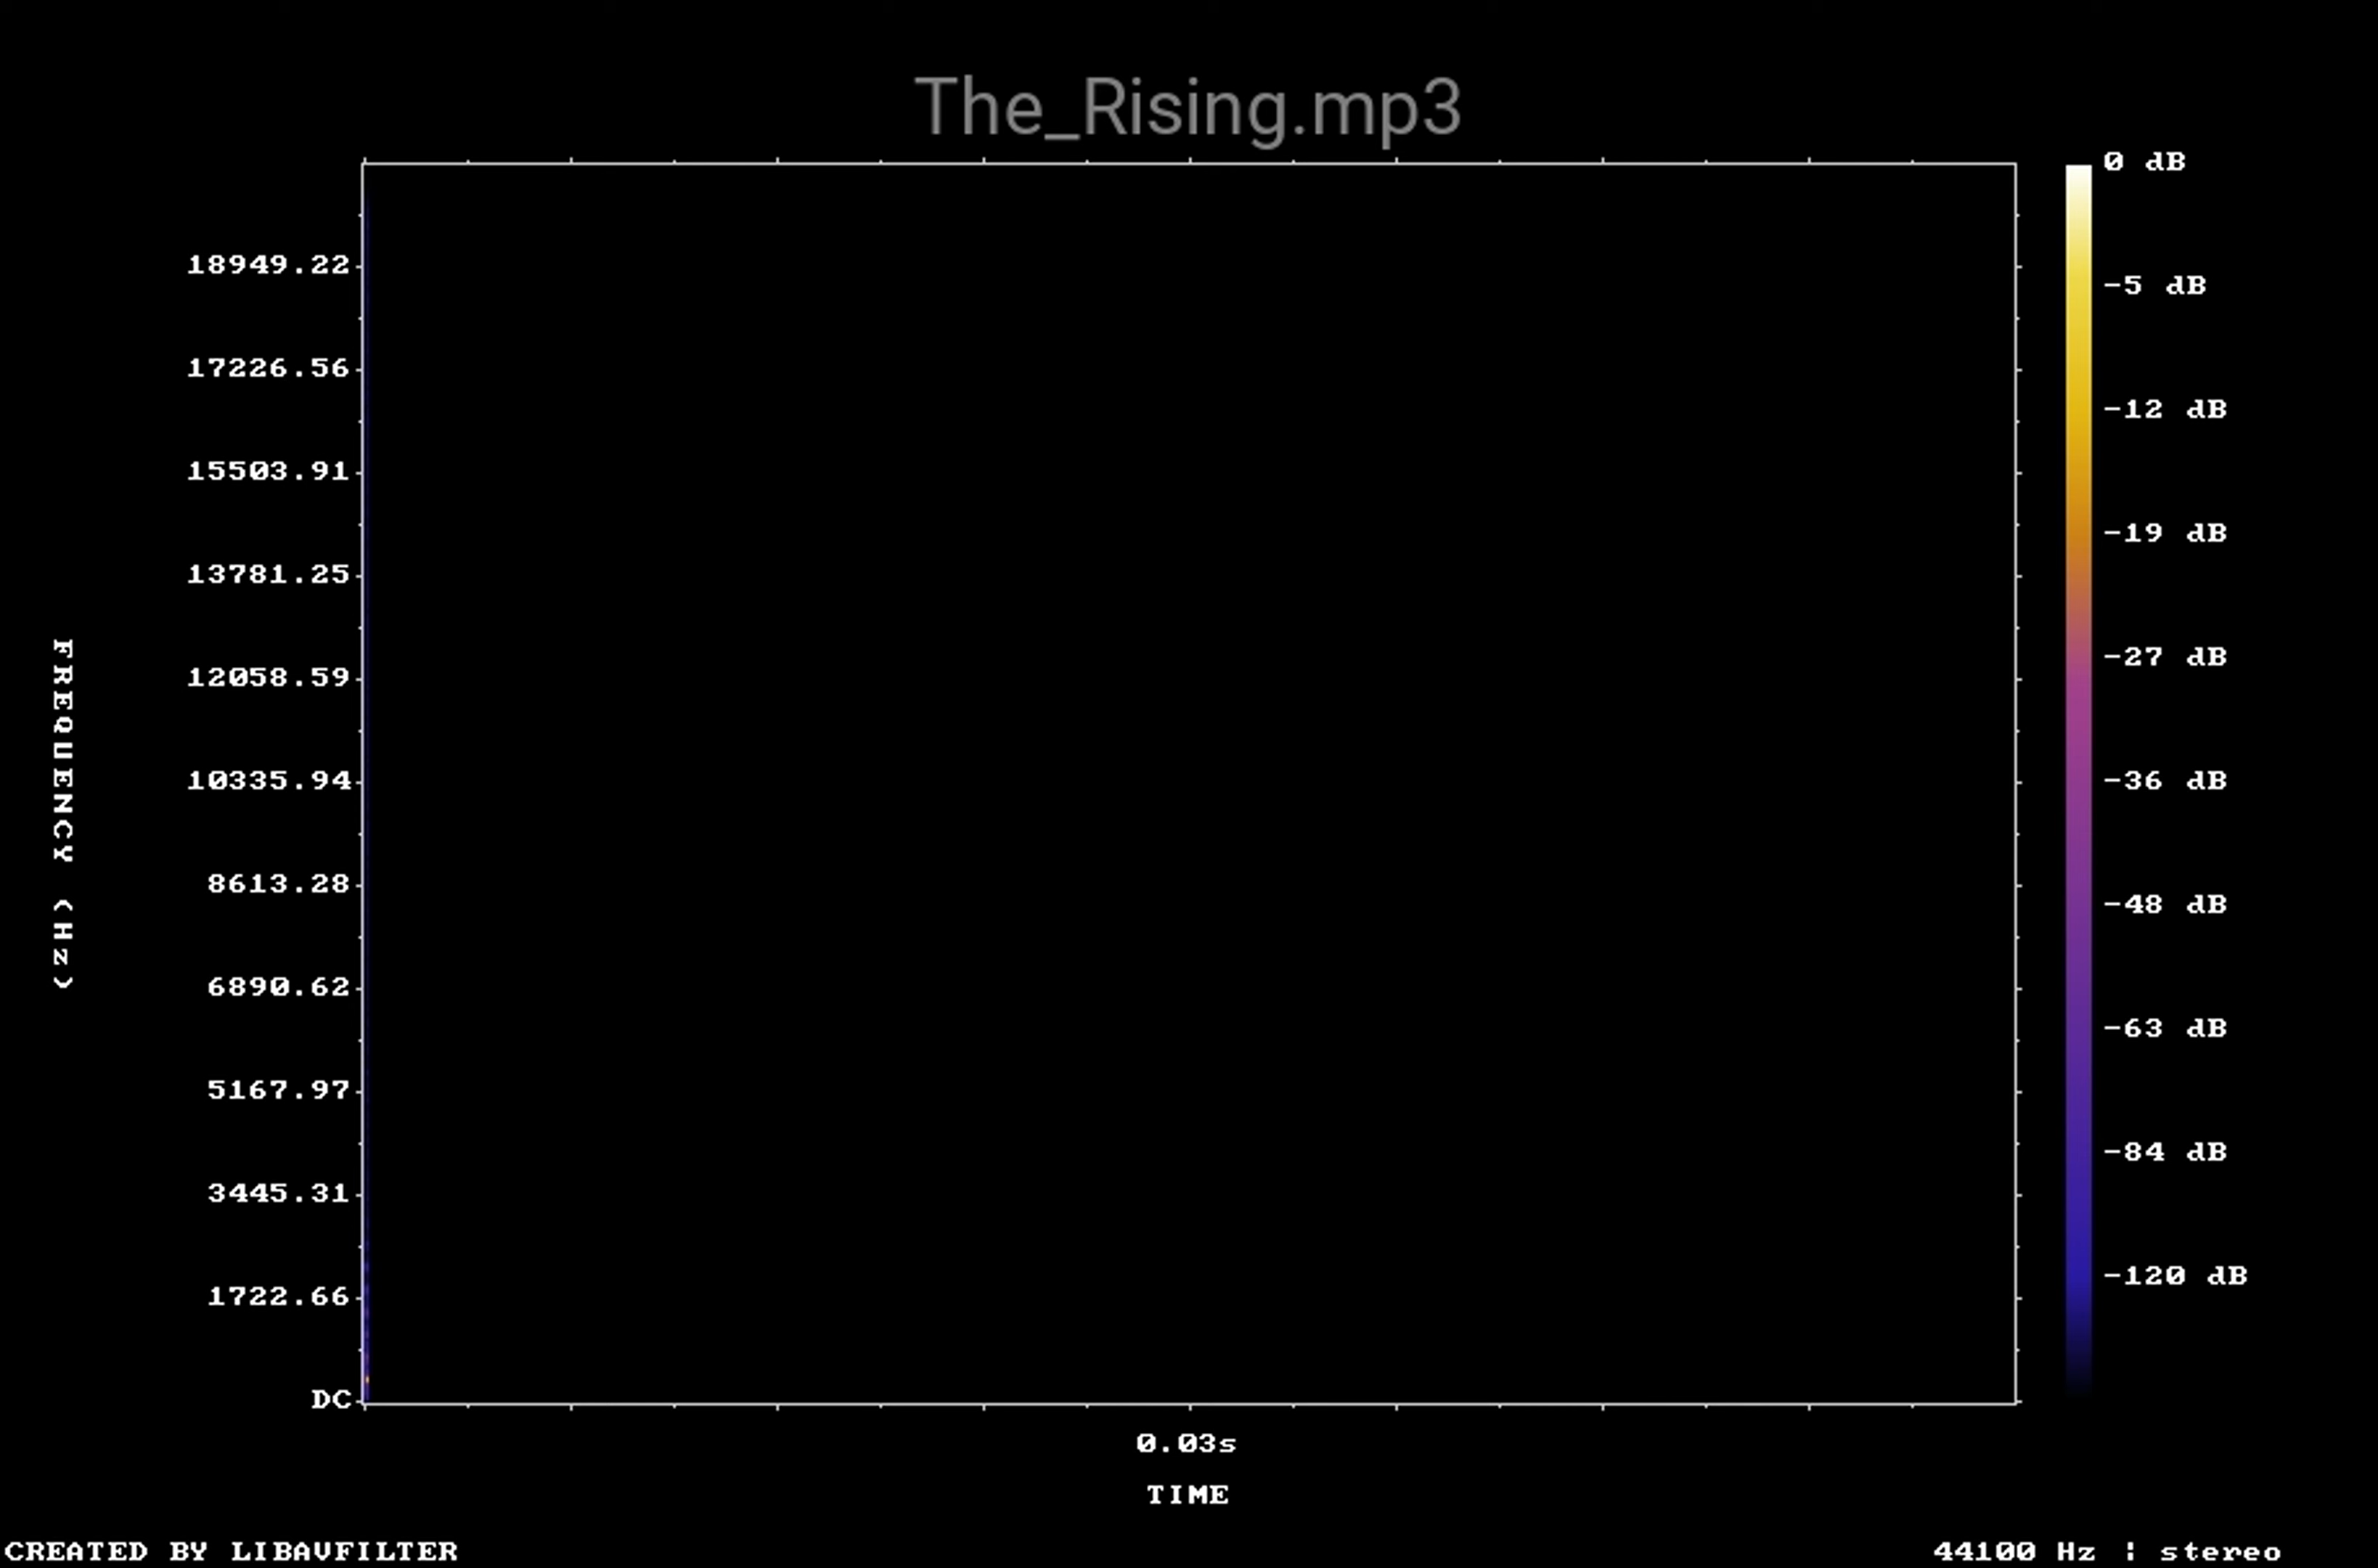 The_Rising.mp3
0 dB
18949.22
-5 dB
17226.56
-12 dB
15503.91
-19 dB
13781.25
-27 dB
12058.59
-36 dB
10335.94
-48 dB
8613.28
-63 dB
6890.62
-84 dB
5167.97
-120 dB
3445.31
1722.66
DC
FREQUENCY (Hz)
0.03s
TIME
CREATED BY LIBAVFILTER
44100 Hz | stereo